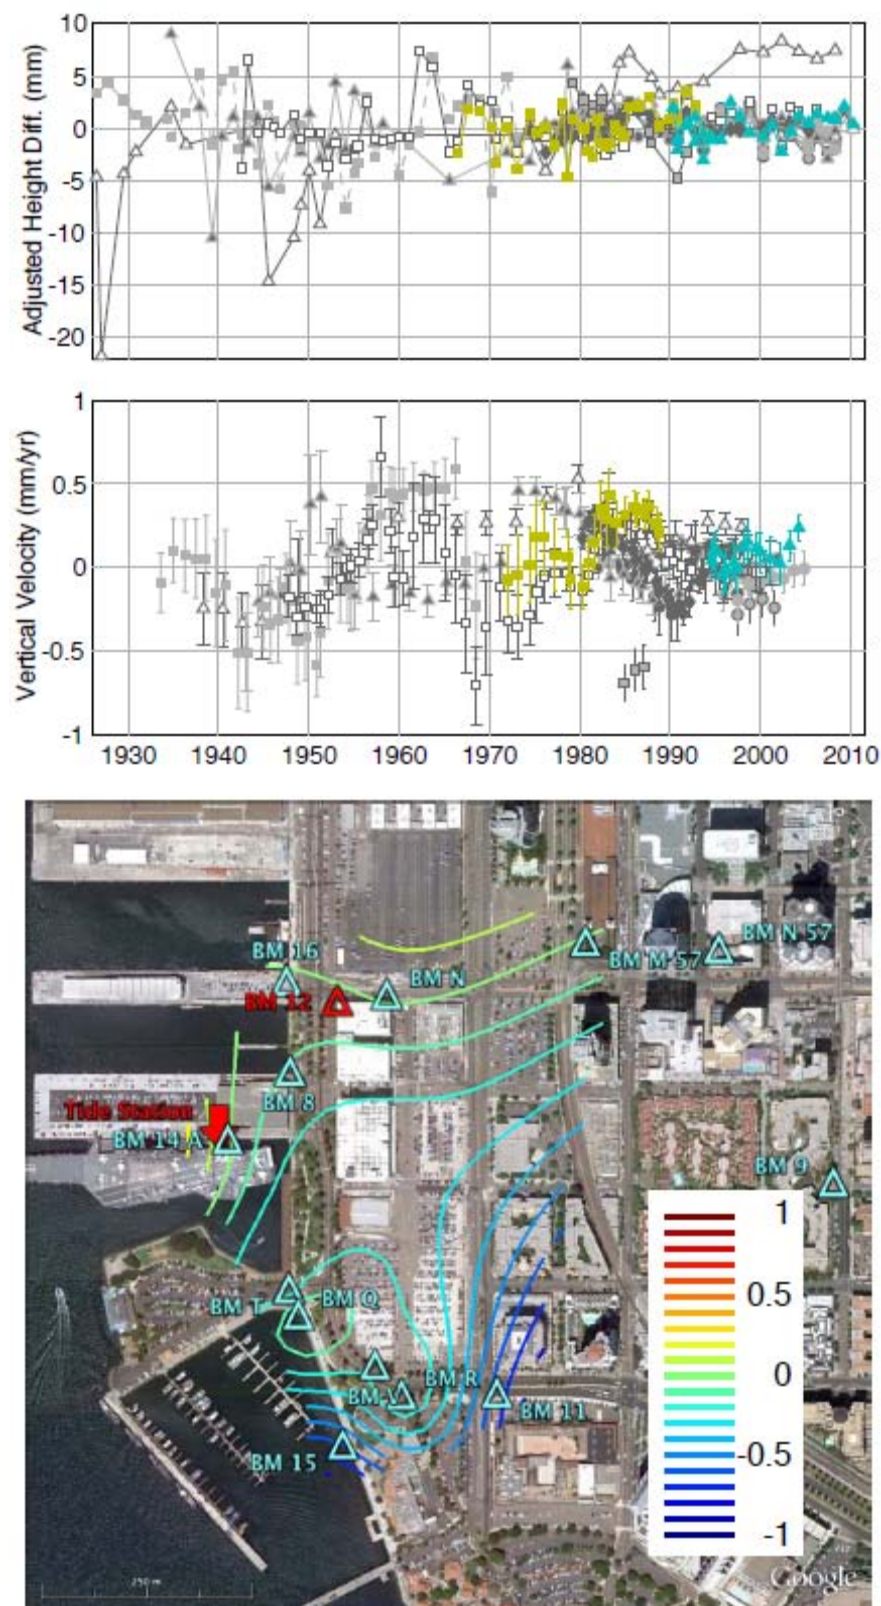 Adjusted Height Diff. (mm)
10
5
0
-5
-10
-15
-20
Vertical Velocity (mm/yr)
1
0.5
0
-0.5
-1
1930 1940 1950 1960 1970 1980 1990 2000 2010
BM 16
BM N
BM M 57
BM N 57
BM 12
BM 8
Tide Station
BM 14 A
BM 9
BM T
BM Q
BM V
BM R
BM 11
BM 15
1
0.5
0
-0.5
-1
250 m
Google